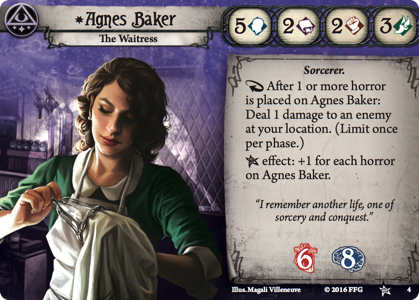 *Agnes Baker
The Waitress
5 2 2 3
Sorcerer.
After 1 or more horror
is placed on Agnes Baker:
Deal 1 damage to an enemy
at your location. (Limit once
per phase.)
effect: +1 for each horror
on Agnes Baker.
“I remember another life, one of
sorcery and conquest.”
6 8
Illus. Magali Villeneuve © 2016 FFG 4